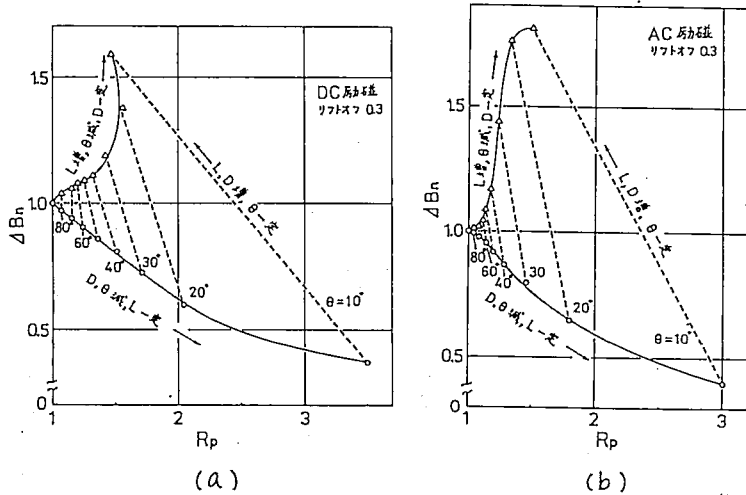 1.5
1.0
0.5
0
ΔBn
DC励磁
リフトオフ 0.3
L増, θ減, D一定
L, D増, θ一定
80°
60°
40°
30°
20°
θ=10°
D, θ減, L一定
1
2
3
Rp
(a)
1.5
1.0
0.5
0
ΔBn
AC励磁
リフトオフ 0.3
L増, θ減, D一定
L, D増, θ一定
80°
60°
40°
30
20°
θ=10°
D, θ減, L一定
1
2
3
Rp
(b)